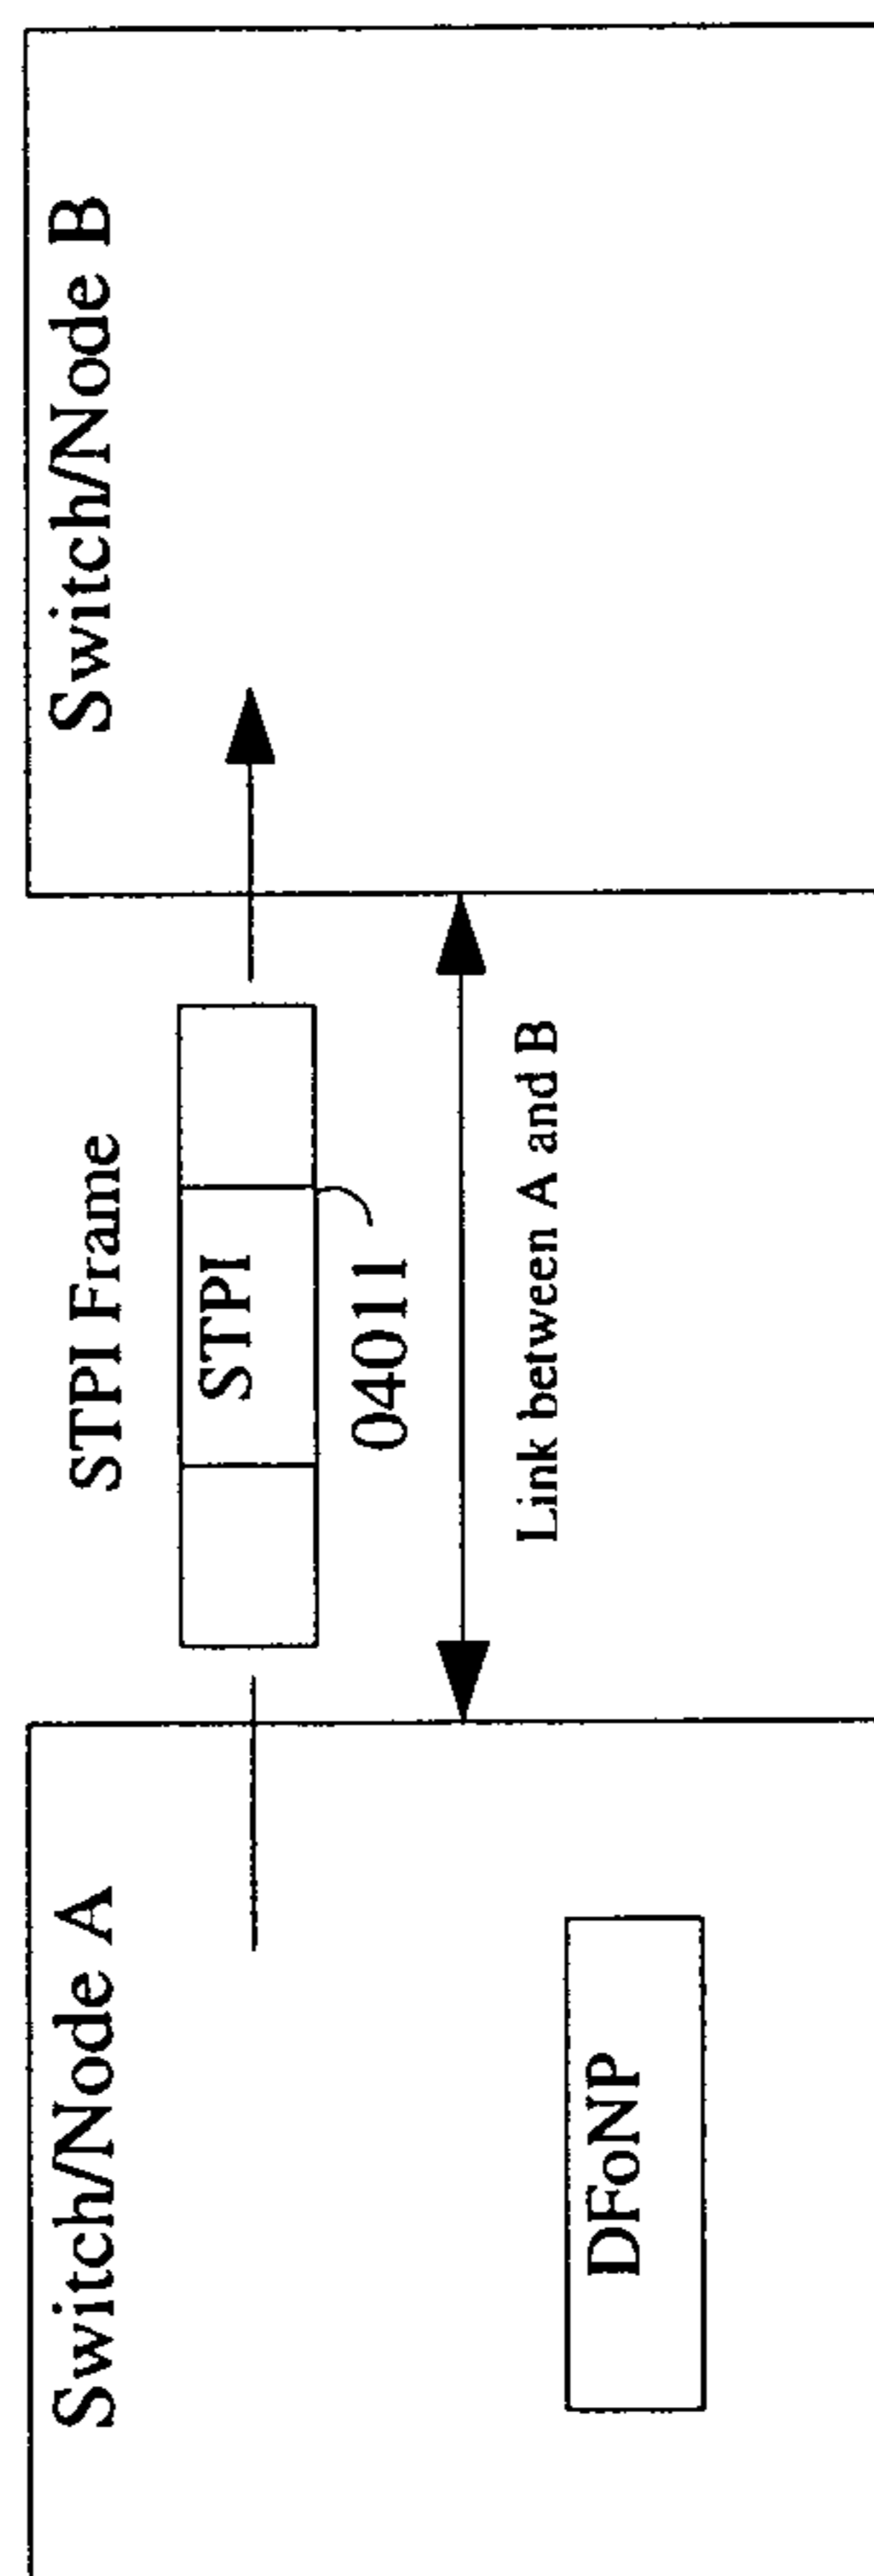 Switch/Node A
STPI Frame
Switch/Node B
STPI
04011
Link between A and B
DFoNP